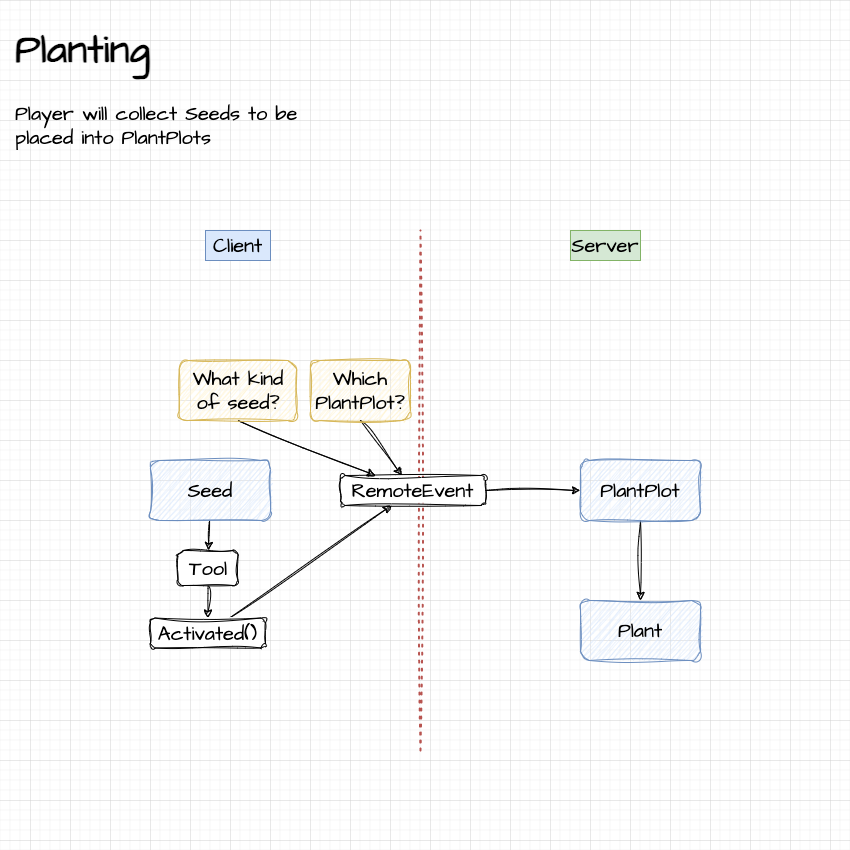 Planting
Player will collect Seeds to be
placed into PlantPlots
Client
Server
What kind
of seed?
Which
PlantPlot?
Seed
RemoteEvent
PlantPlot
Tool
Activated()
Plant